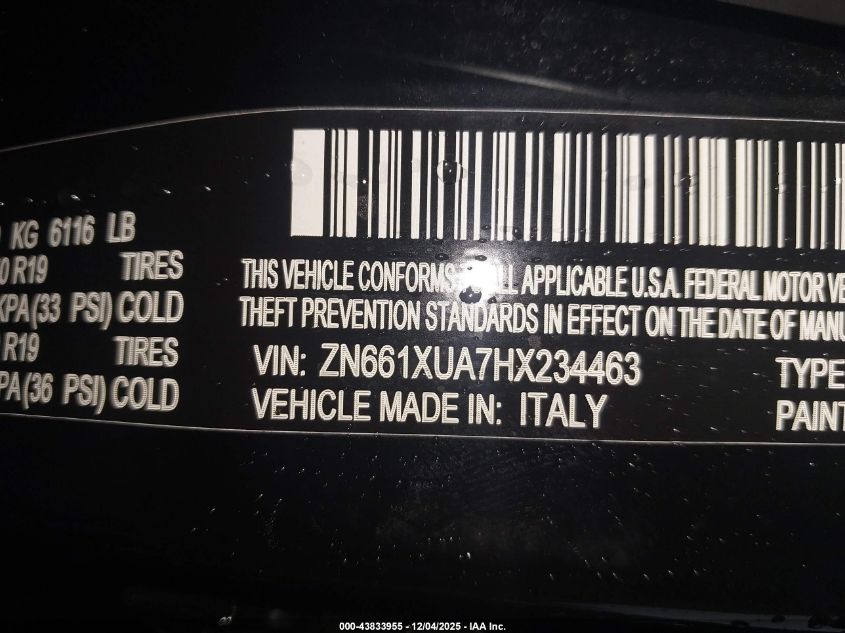 KG 6116 LB
0 R19 TIRES
KPA(33 PSI) COLD
R19 TIRES
PA(36 PSI) COLD
THIS VEHICLE CONFORMS ALL APPLICABLE U.S.A. FEDERAL MOTOR VE
THEFT PREVENTION STANDARDS IN EFFECT ON THE DATE OF MANU
VIN: ZN661XUA7HX234463 TYPE
VEHICLE MADE IN: ITALY PAINT
000-43833955 - 12/04/2025 - IAA Inc.